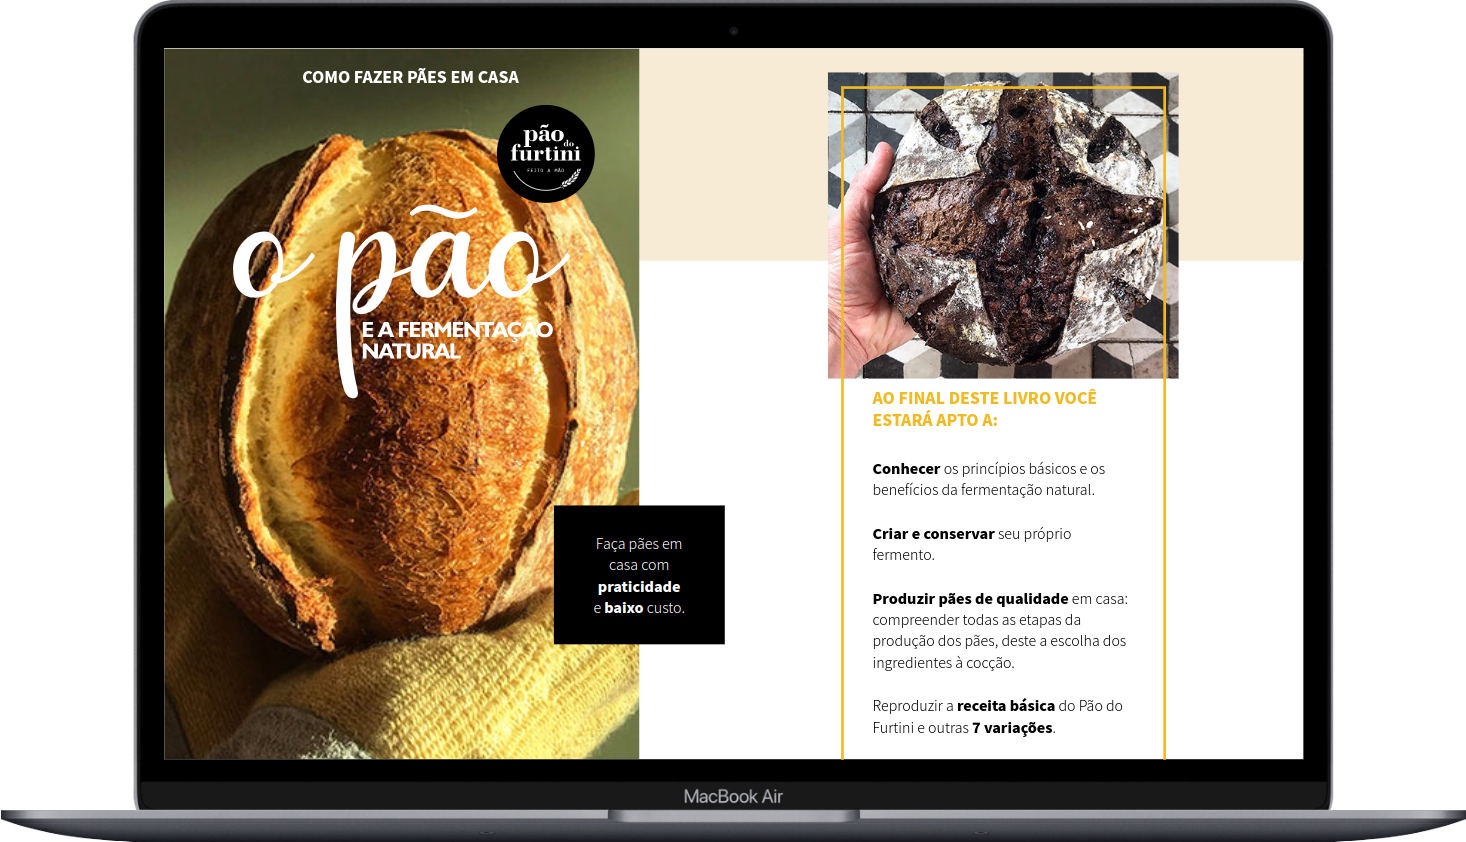 COMO FAZER PÃES EM CASA
pão
do
furtini
FEITO A MÃO
o pão
E A FERMENTAÇÃO
NATURAL
Faça pães em
casa com
praticidade
e baixo custo.
AO FINAL DESTE LIVRO VOCÊ
ESTARÁ APTO A:
Conhecer os princípios básicos e os
benefícios da fermentação natural.
Criar e conservar seu próprio
fermento.
Produzir pães de qualidade em casa:
compreender todas as etapas da
produção dos pães, deste a escolha dos
ingredientes à cocção.
Reproduzir a receita básica do Pão do
Furtini e outras 7 variações.
MacBook Air